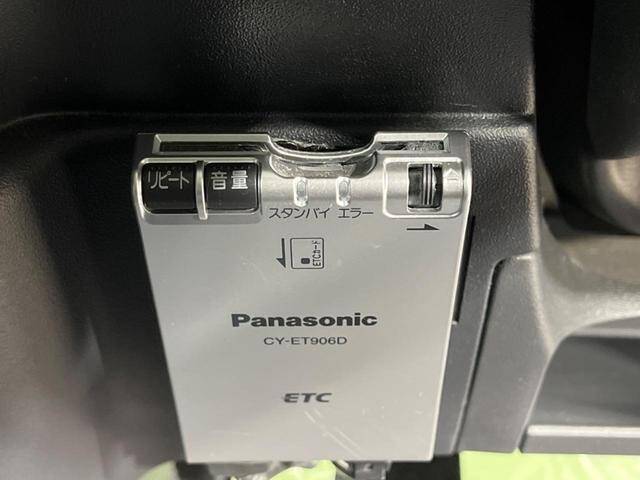 リピート 音量
スタンバイ エラー
ETCカード
Panasonic
CY-ET906D
ETC